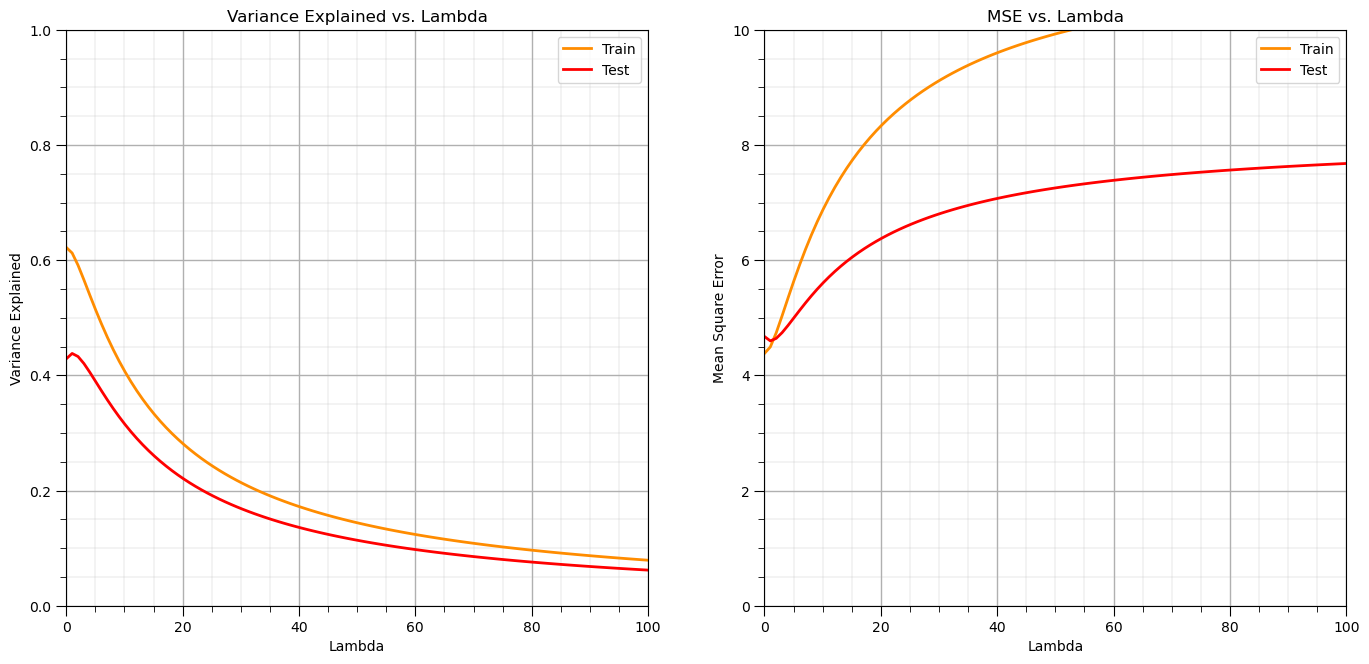 Variance Explained vs. Lambda
Variance Explained
1.0
0.8
0.6
0.4
0.2
0.0
0 20 40 60 80 100
Lambda
Train
Test
MSE vs. Lambda
Mean Square Error
10
8
6
4
2
0
0 20 40 60 80 100
Lambda
Train
Test